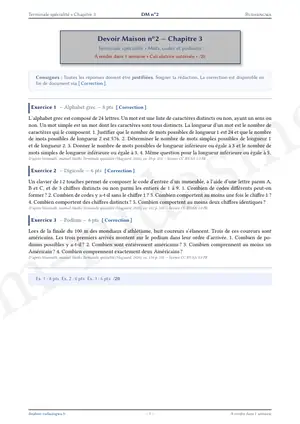 Terminale spécialité • Chapitre 3 DM n°2
Devoir Maison n°2 — Chapitre 3
Terminale spécialité • Mots, codes et podiums
À rendre dans 1 semaine • Calculatrice autorisée • /20
Consignes : Toutes les réponses doivent être justifiées. Soigner la rédaction. La correction est disponible en
fin de document via [Correction].
Exercice 1 — Alphabet grec — 8 pts [Correction]
L'alphabet grec est composé de 24 lettres. Un mot est une liste de caractères distincts ou non, ayant un sens ou
non. Un mot simple est un mot dont les caractères sont tous distincts. La longueur d'un mot est le nombre de
caractères qui le composent. 1. Justifier que le nombre de mots possibles de longueur 1 est 24 et que le nombre
de mots possibles de longueur 2 est 576. 2. Déterminer le nombre de mots simples possibles de longueur 1
et de longueur 2. 3. Donner le nombre de mots possibles de longueur inférieure ou égale à 3 et le nombre de
mots simples de longueur inférieure ou égale à 3. 4. Même question pour la longueur inférieure ou égale à 5.
Exercice 2 — Digicode — 6 pts [Correction]
Un clavier de 12 touches permet de composer le code d'entrée d'un immeuble, à l'aide d'une lettre parmi A,
B et C, et de 3 chiffres distincts ou non parmi les entiers de 1 à 9. 1. Combien de codes différents peut-on
former ? 2. Combien de codes y a-t-il sans le chiffre 1 ? 3. Combien comportent au moins une fois le chiffre 1 ?
4. Combien comportent des chiffres distincts ? 5. Combien comportent au moins deux chiffres identiques ?
Exercice 3 — Podium — 6 pts [Correction]
Lors de la finale du 100 m des mondiaux d'athlétisme, huit coureurs s'élancent. Trois de ces coureurs sont
américains. Les trois premiers arrivés sont sur le podium dans leur ordre d'arrivée. 1. Combien de po-
diums possibles y a-t-il ? 2. Combien sont entièrement américains ? 3. Combien comprennent au moins un
Américain ? 4. Combien comprennent exactement deux Américains ?
Ex. 1 : 8 pts Ex. 2 : 6 pts Ex. 3 : 6 pts /20
– 1 –
À rendre dans 1 semaine